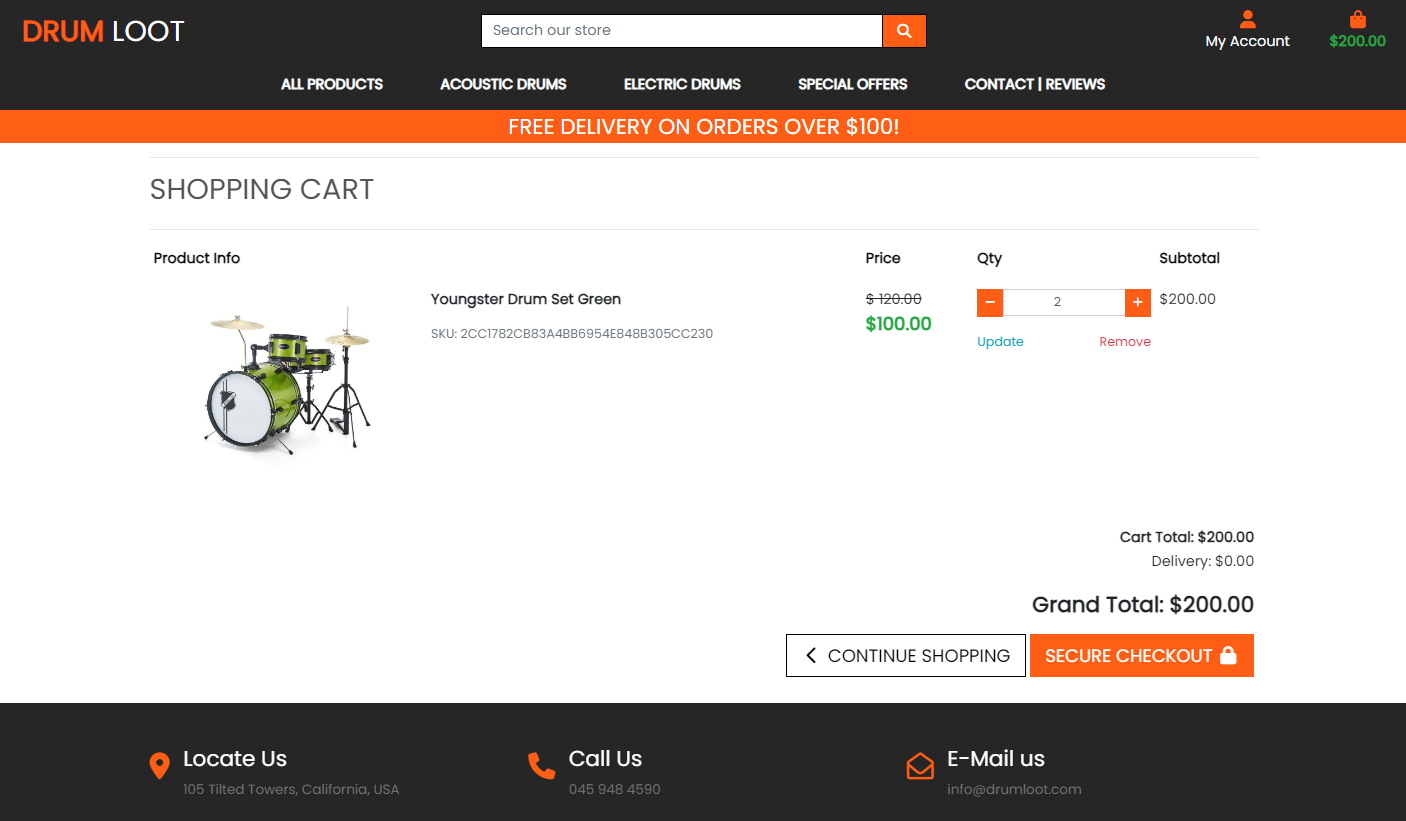 DRUM LOOT
Search our store
My Account
$200.00
ALL PRODUCTS
ACOUSTIC DRUMS
ELECTRIC DRUMS
SPECIAL OFFERS
CONTACT | REVIEWS
FREE DELIVERY ON ORDERS OVER $100!
SHOPPING CART
Product Info
Price
Qty
Subtotal
Youngster Drum Set Green
SKU: 2CC1782CB83A4BB6954E848B305CC230
$ 120.00
$100.00
− 2 +
Update
Remove
$200.00
Cart Total: $200.00
Delivery: $0.00
Grand Total: $200.00
CONTINUE SHOPPING
SECURE CHECKOUT
Locate Us
105 Tilted Towers, California, USA
Call Us
045 948 4590
E-Mail us
info@drumloot.com